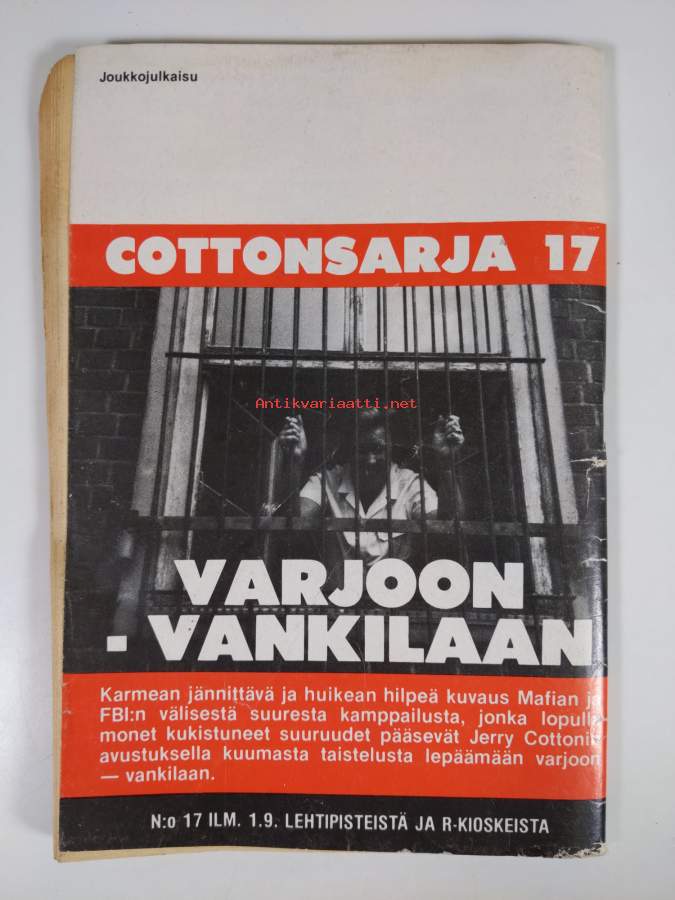 Joukkojulkaisu
COTTONSARJA 17
Antikvariaatti.net
VARJOON
- VANKILAAN
Karmean jännittävä ja huikean hilpeä kuvaus Mafian ja
FBI:n välisestä suuresta kamppailusta, jonka lopulla
monet kukistuneet suuruudet pääsevät Jerry Cottonin
avustuksella kuumasta taistelusta lepäämään varjoon
— vankilaan.
N:o 17 ILM. 1.9. LEHTIPISTEISTÄ JA R-KIOSKEISTA